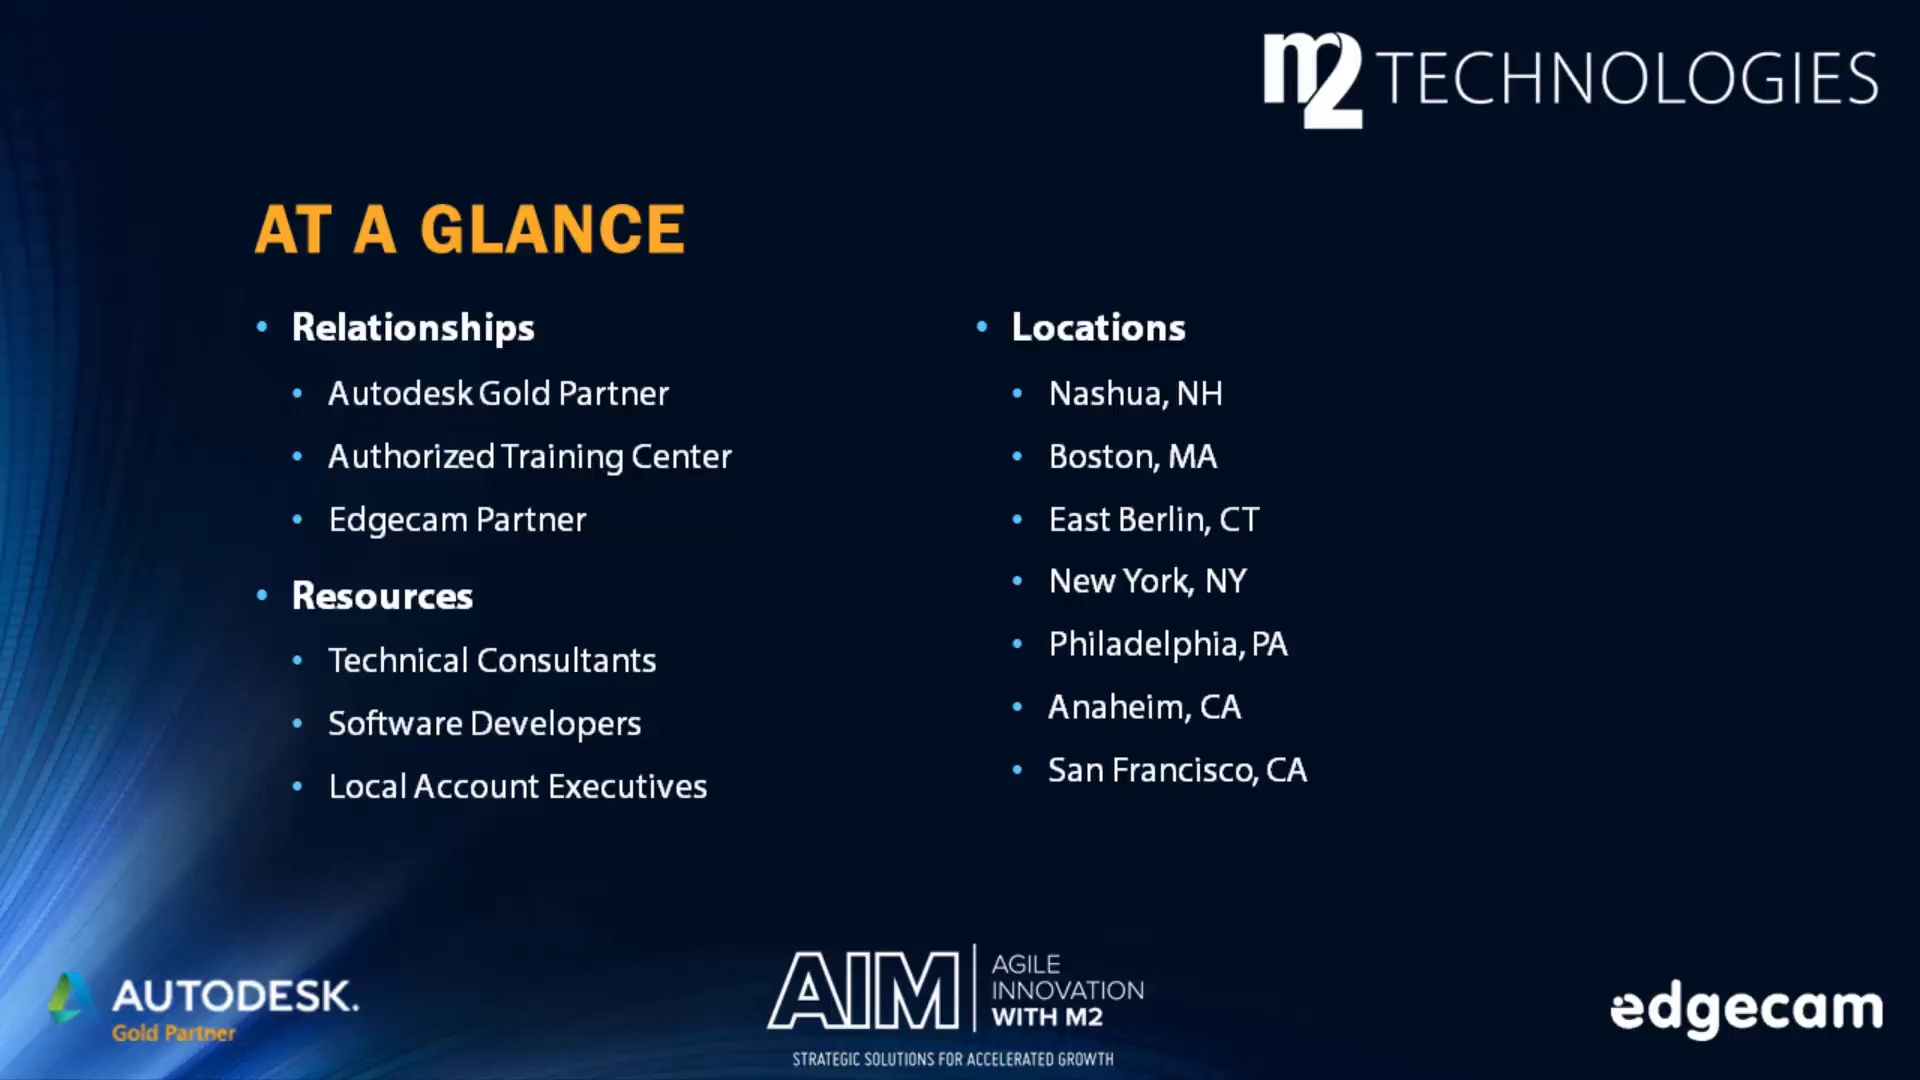 m2 TECHNOLOGIES
AT A GLANCE
• Relationships
• Autodesk Gold Partner
• Authorized Training Center
• Edgecam Partner
• Resources
• Technical Consultants
• Software Developers
• Local Account Executives
• Locations
• Nashua, NH
• Boston, MA
• East Berlin, CT
• New York, NY
• Philadelphia, PA
• Anaheim, CA
• San Francisco, CA
AUTODESK.
Gold Partner
AIM
AGILE
INNOVATION
WITH M2
STRATEGIC SOLUTIONS FOR ACCELERATED GROWTH
edgecam